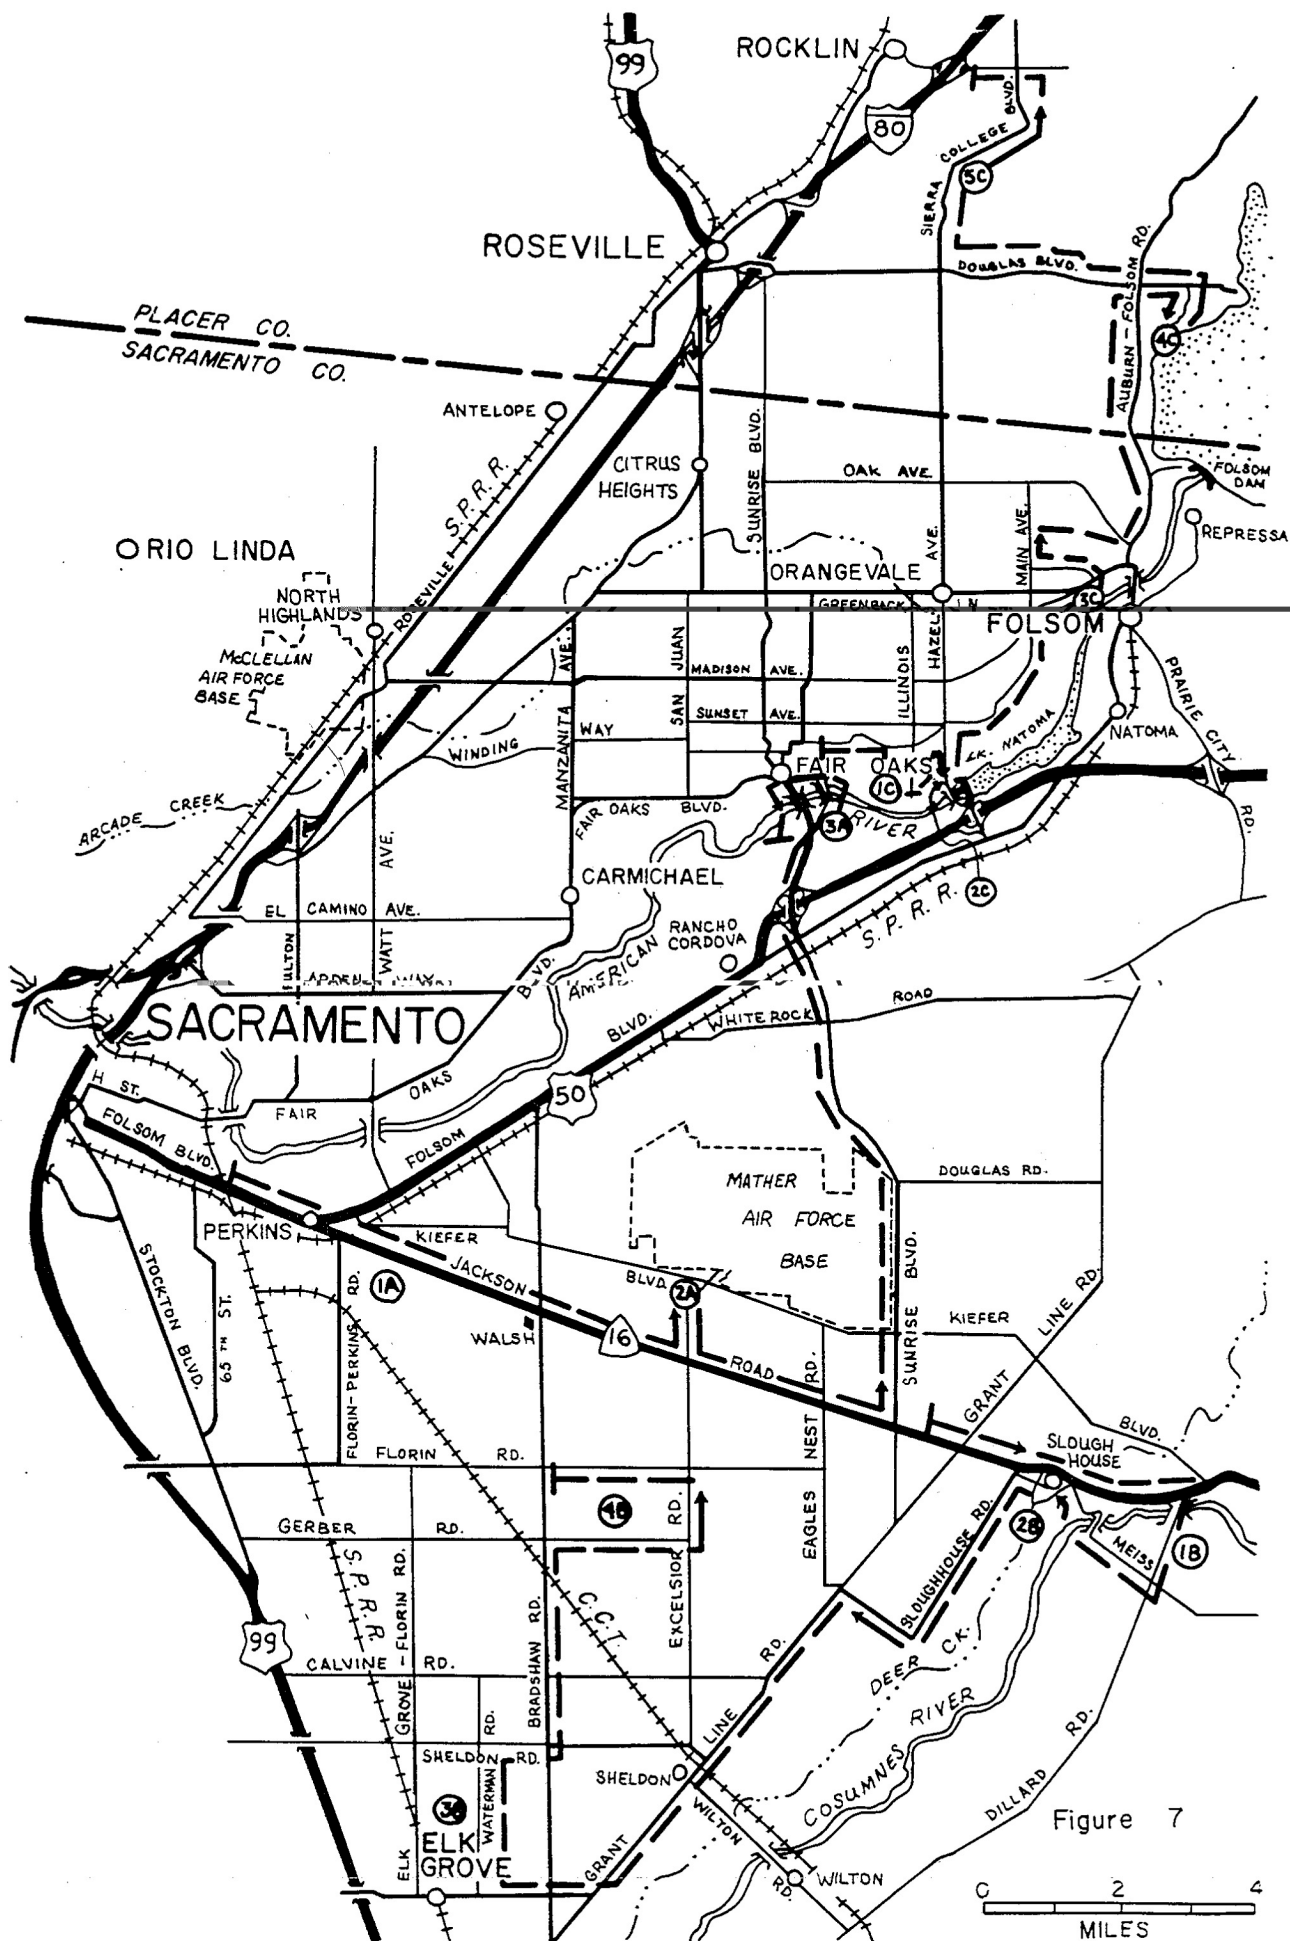 ROCKLIN
99
80
SIERRA COLLEGE BLVD.
5C
ROSEVILLE
DOUGLAS BLVD.
AUBURN - FOLSOM RD.
4C
PLACER CO.
SACRAMENTO CO.
ANTELOPE
S.P.R.R.
CITRUS
HEIGHTS
SUNRISE BLVD.
OAK AVE.
FOLSOM
DAM
REPRESSA
RIO LINDA
NORTH
HIGHLANDS
ROSEVILLE
McCLELLAN
AIR FORCE
BASE
ORANGEVALE
MAIN AVE.
GREENBACK LN
3C
FOLSOM
HAZEL AVE.
MANZANITA AVE.
SAN JUAN
MADISON AVE.
ILLINOIS
SUNSET AVE.
WAY
WINDING
LK. NATOMA
NATOMA
PRAIRIE CITY RD.
FAIR OAKS
1C
ARCADE CREEK
FAIR OAKS BLVD.
3A
RIVER
CARMICHAEL
2C
EL CAMINO AVE.
WATT AVE.
FULTON
RANCHO
CORDOVA
S.P.R.R.
AMERICAN
ARDEN WAY
SACRAMENTO
BLVD.
BLVD.
WHITE ROCK ROAD
H ST.
FAIR OAKS
50
FOLSOM BLVD.
FOLSOM
MATHER
AIR FORCE
BASE
DOUGLAS RD.
PERKINS
KIEFER
BLVD.
1A
JACKSON
2A
WALSH
16
ROAD
KIEFER
BLVD.
SUNRISE BLVD.
GRANT LINE RD.
STOCKTON BLVD.
65TH ST.
FLORIN-PERKINS RD.
FLORIN RD.
EAGLES NEST RD.
SLOUGH
HOUSE
4B
2B
MEISS
1B
GERBER RD.
S.P.R.R.
EXCELSIOR RD.
SLOUGHHOUSE RD.
99
C.C.T.
CALVINE RD.
ELK GROVE - FLORIN RD.
BRADSHAW RD.
DEER CK.
COSUMNES RIVER
DILLARD RD.
SHELDON RD.
WATERMAN RD.
SHELDON
GRANT LINE RD.
WILTON RD.
WILTON
3B
ELK
GROVE
Figure 7
0 2 4
MILES